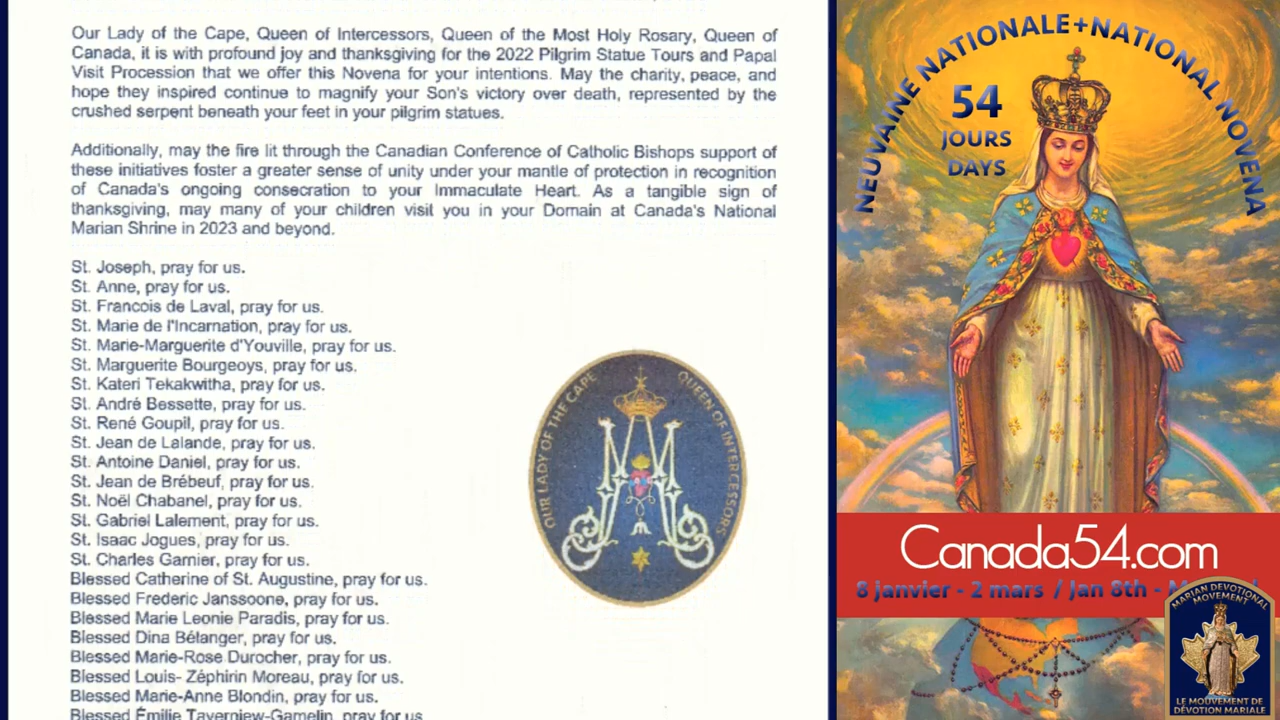 Our Lady of the Cape, Queen of Intercessors, Queen of the Most Holy Rosary, Queen of
Canada, it is with profound joy and thanksgiving for the 2022 Pilgrim Statue Tours and Papal
Visit Procession that we offer this Novena for your intentions. May the charity, peace, and
hope they inspired continue to magnify your Son's victory over death, represented by the
crushed serpent beneath your feet in your pilgrim statues.
Additionally, may the fire lit through the Canadian Conference of Catholic Bishops support of
these initiatives foster a greater sense of unity under your mantle of protection in recognition
of Canada's ongoing consecration to your Immaculate Heart. As a tangible sign of
thanksgiving, may many of your children visit you in your Domain at Canada's National
Marian Shrine in 2023 and beyond.
St. Joseph, pray for us.
St. Anne, pray for us.
St. Francois de Laval, pray for us.
St. Marie de l'Incarnation, pray for us.
St. Marie-Marguerite d'Youville, pray for us.
St. Marguerite Bourgeoys, pray for us.
St. Kateri Tekakwitha, pray for us.
St. André Bessette, pray for us.
St. René Goupil, pray for us.
St. Jean de Lalande, pray for us.
St. Antoine Daniel, pray for us.
St. Jean de Brébeuf, pray for us.
St. Noël Chabanel, pray for us.
St. Gabriel Lalement, pray for us.
St. Isaac Jogues, pray for us.
St. Charles Garnier, pray for us.
Blessed Catherine of St. Augustine, pray for us.
Blessed Frederic Janssoone, pray for us.
Blessed Marie Leonie Paradis, pray for us.
Blessed Dina Bélanger, pray for us.
Blessed Marie-Rose Durocher, pray for us.
Blessed Louis- Zéphirin Moreau, pray for us.
Blessed Marie-Anne Blondin, pray for us.
Blessed Émilie Taverniew-Gamelin, pray for us
OUR LADY OF THE CAPE
QUEEN OF INTERCESSORS
NEUVAINE NATIONALE+NATIONAL NOVENA
54
JOURS
DAYS
Canada54.com
8 janvier - 2 mars / Jan 8th -
MARIAN DEVOTIONAL
MOVEMENT
LE MOUVEMENT DE
DÉVOTION MARIALE